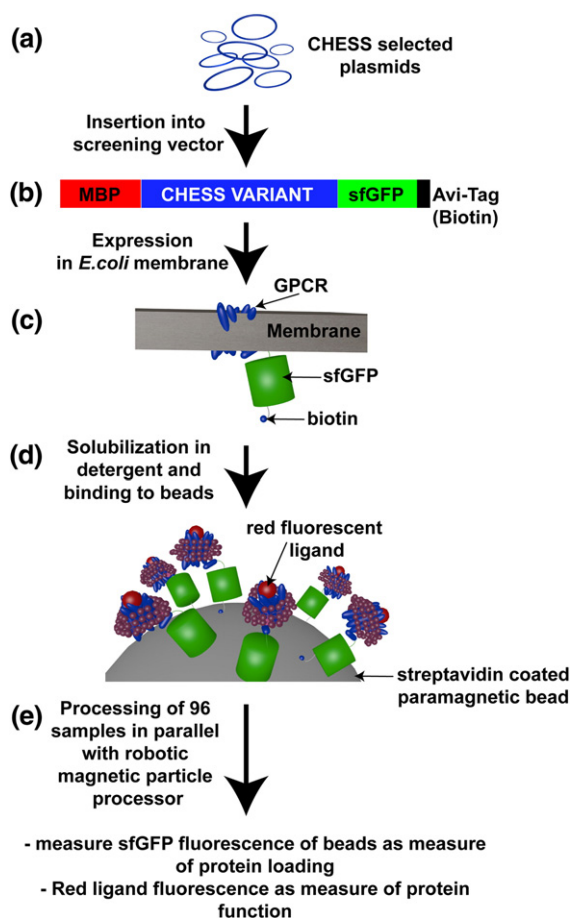 (a)
CHESS selected
plasmids
Insertion into
screening vector
(b)
MBP
CHESS VARIANT
sfGFP
Avi-Tag
(Biotin)
Expression
in E.coli membrane
GPCR
(c)
Membrane
sfGFP
biotin
(d)
Solubilization in
detergent and
binding to beads
red fluorescent
ligand
streptavidin coated
paramagnetic bead
(e)
Processing of 96
samples in parallel
with robotic
magnetic particle
processor
- measure sfGFP fluorescence of beads as measure
of protein loading
- Red ligand fluorescence as measure of protein
function